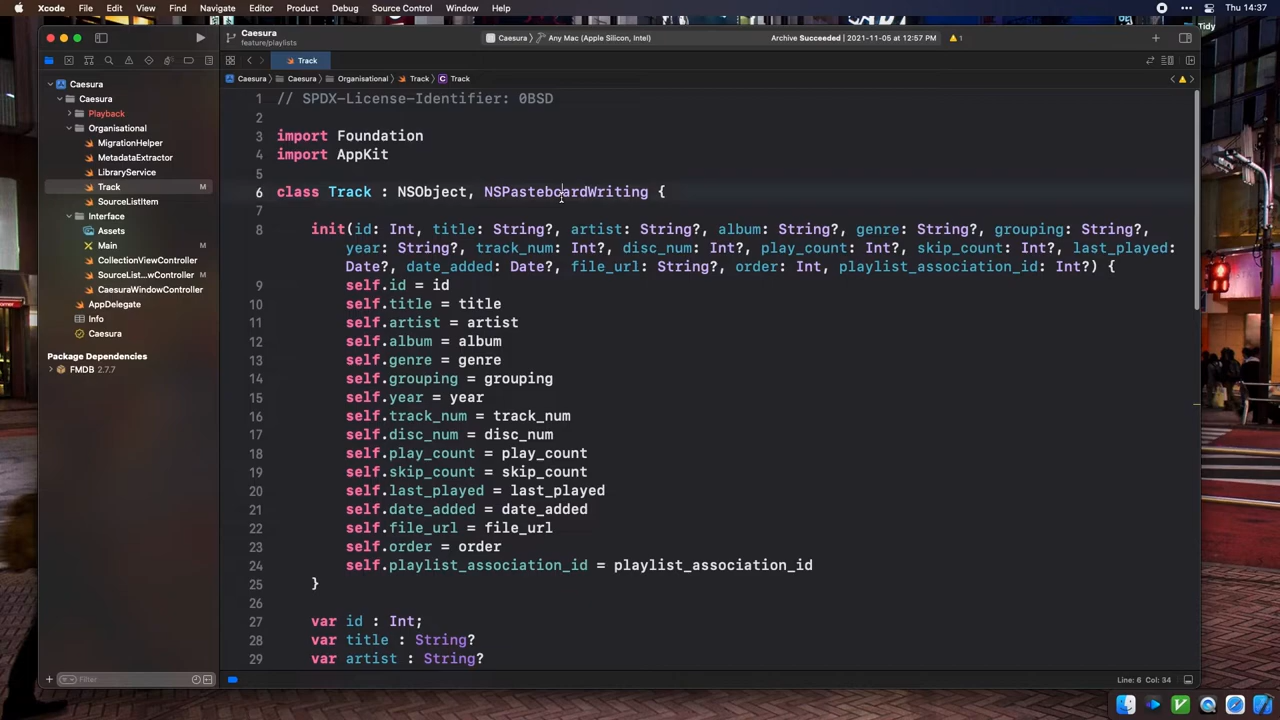 Xcode File Edit View Find Navigate Editor Product Debug Source Control Window Help Thu 14:37
Tidy
Caesura
feature/playlists
Caesura Any Mac (Apple Silicon, Intel)
Archive Succeeded | 2021-11-05 at 12:57 PM 1
Track
Caesura Caesura Organisational Track C Track
Caesura
Caesura
Playback
Organisational
MigrationHelper
MetadataExtractor
LibraryService
Track M
SourceListItem
Interface
Assets
Main M
CollectionViewController
SourceList...wController M
CaesuraWindowController
AppDelegate
Info
Caesura
Package Dependencies
FMDB 2.7.7
Filter
1 // SPDX-License-Identifier: 0BSD
2
3 import Foundation
4 import AppKit
5
6 class Track : NSObject, NSPasteboardWriting {
7
8 init(id: Int, title: String?, artist: String?, album: String?, genre: String?, grouping: String?,
year: String?, track_num: Int?, disc_num: Int?, play_count: Int?, skip_count: Int?, last_played:
Date?, date_added: Date?, file_url: String?, order: Int, playlist_association_id: Int?) {
9 self.id = id
10 self.title = title
11 self.artist = artist
12 self.album = album
13 self.genre = genre
14 self.grouping = grouping
15 self.year = year
16 self.track_num = track_num
17 self.disc_num = disc_num
18 self.play_count = play_count
19 self.skip_count = skip_count
20 self.last_played = last_played
21 self.date_added = date_added
22 self.file_url = file_url
23 self.order = order
24 self.playlist_association_id = playlist_association_id
25 }
26
27 var id : Int;
28 var title : String?
29 var artist : String?
Line: 6 Col: 34